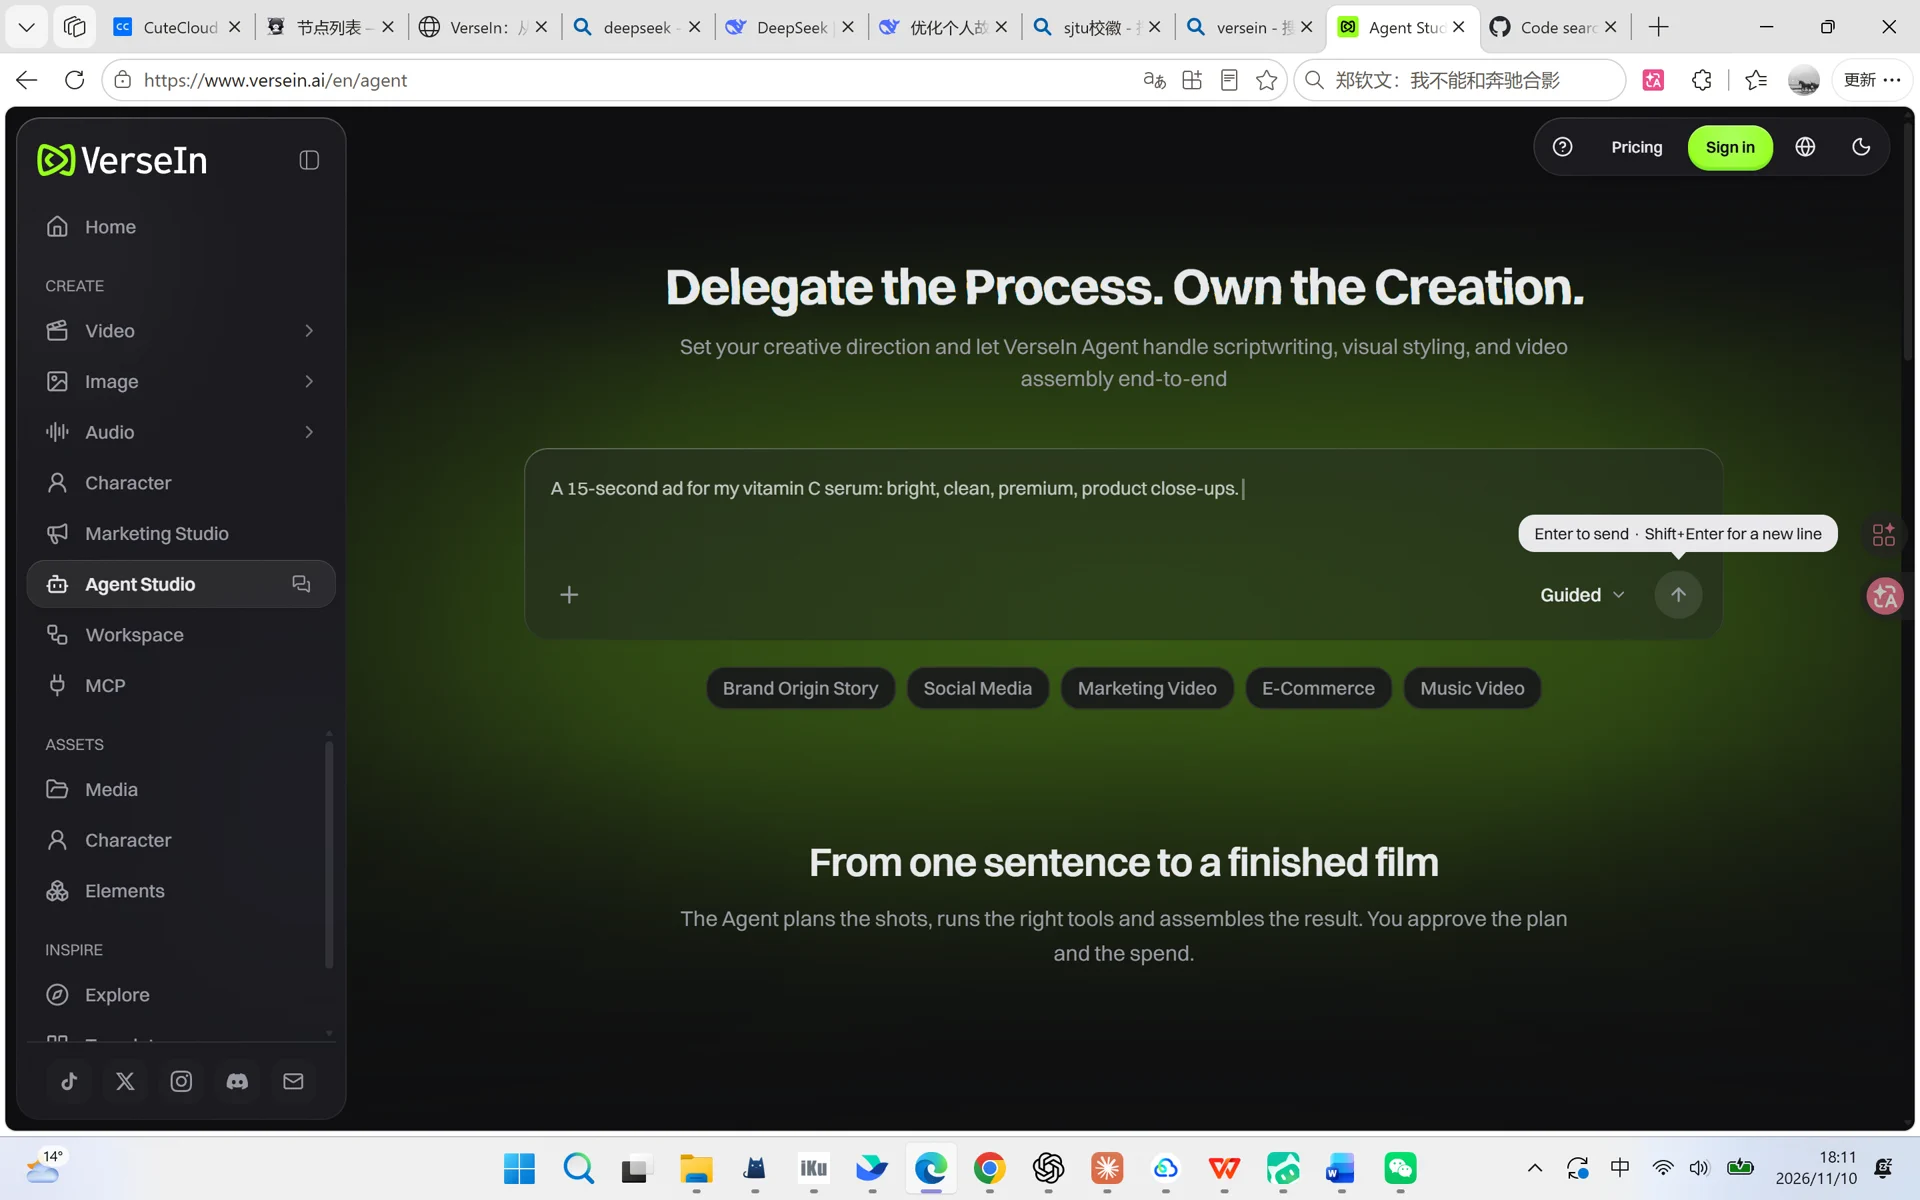 CuteCloud
节点列表
VerseIn:
deepseek -
DeepSeek
优化个人故
sjtu校徽 -
versein -
Agent Stud
Code searc
https://www.versein.ai/en/agent
郑钦文：我不能和奔驰合影
更新
VerseIn
Home
CREATE
Video
Image
Audio
Character
Marketing Studio
Agent Studio
Workspace
MCP
ASSETS
Media
Character
Elements
INSPIRE
Explore
Pricing
Sign in
Delegate the Process. Own the Creation.
Set your creative direction and let VerseIn Agent handle scriptwriting, visual styling, and video
assembly end-to-end
A 15-second ad for my vitamin C serum: bright, clean, premium, product close-ups.
Enter to send · Shift+Enter for a new line
Guided
Brand Origin Story
Social Media
Marketing Video
E-Commerce
Music Video
From one sentence to a finished film
The Agent plans the shots, runs the right tools and assembles the result. You approve the plan
and the spend.
14°
iKu
中
18:11
2026/11/10